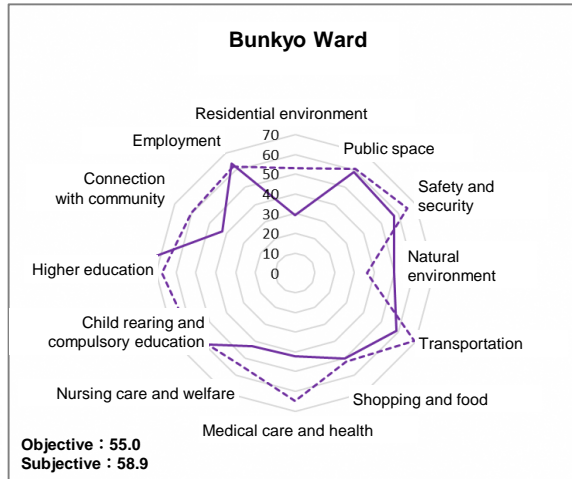 Bunkyo Ward
Residential environment
Public space
Safety and
security
Natural
environment
Transportation
Shopping and food
Medical care and health
Nursing care and welfare
Child rearing and
compulsory education
Higher education
Connection
with community
Employment
70
60
50
40
30
20
10
0
Objective：55.0
Subjective：58.9